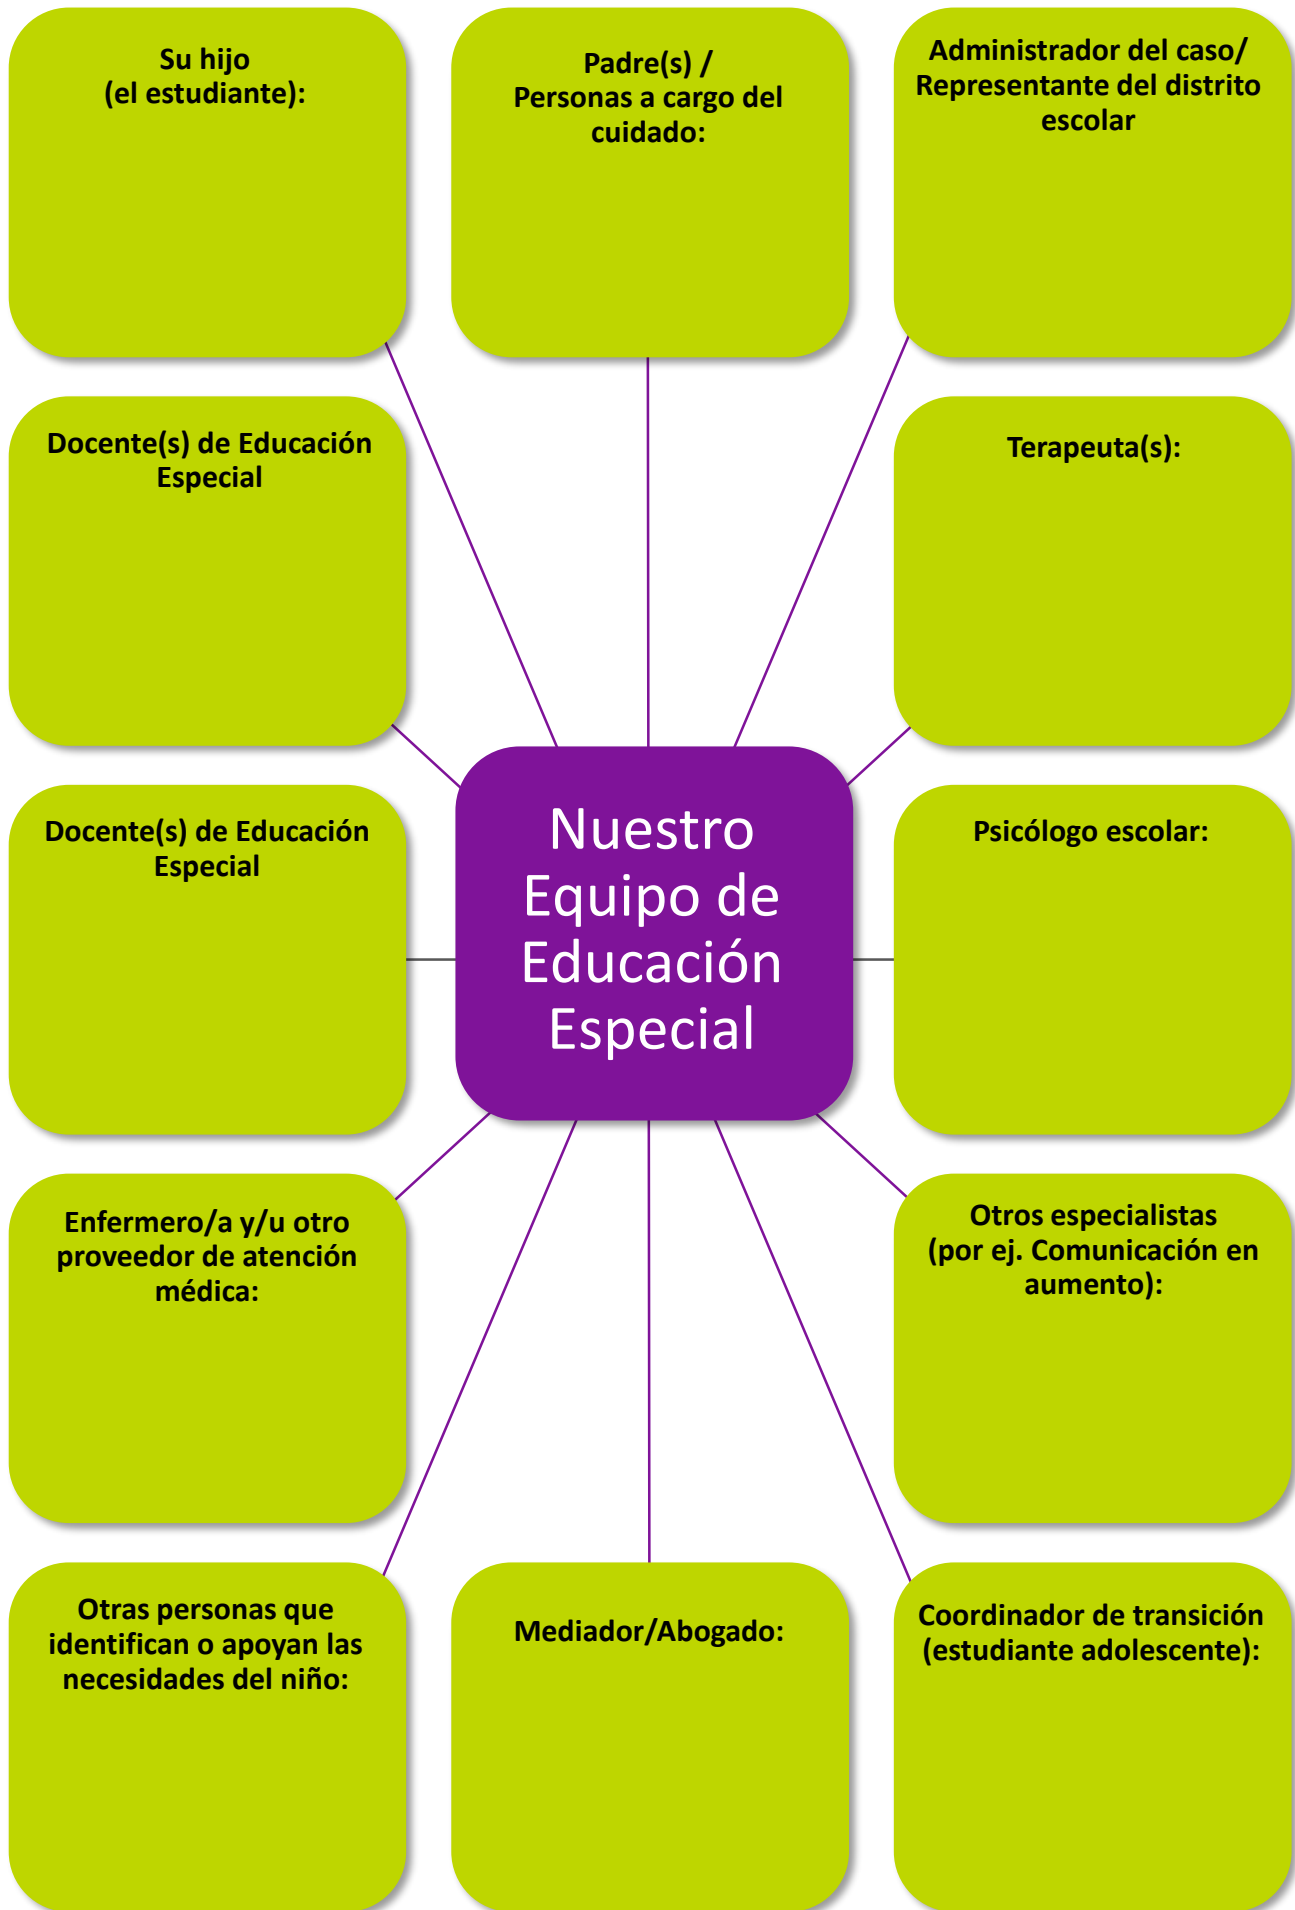 Su hijo
(el estudiante):
Padre(s) /
Personas a cargo del
cuidado:
Administrador del caso/
Representante del distrito
escolar
Docente(s) de Educación
Especial
Terapeuta(s):
Docente(s) de Educación
Especial
Nuestro
Equipo de
Educación
Especial
Psicólogo escolar:
Enfermero/a y/u otro
proveedor de atención
médica:
Otros especialistas
(por ej. Comunicación en
aumento):
Otras personas que
identifican o apoyan las
necesidades del niño:
Mediador/Abogado:
Coordinador de transición
(estudiante adolescente):